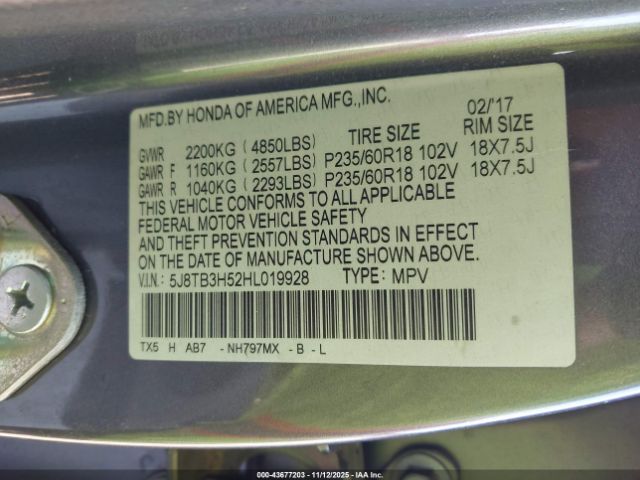 MFD.BY HONDA OF AMERICA MFG.,INC. 02/'17
GVWR 2200KG ( 4850LBS) TIRE SIZE RIM SIZE
GAWR F 1160KG ( 2557LBS) P235/60R18 102V 18X7.5J
GAWR R 1040KG ( 2293LBS) P235/60R18 102V 18X7.5J
THIS VEHICLE CONFORMS TO ALL APPLICABLE
FEDERAL MOTOR VEHICLE SAFETY
AND THEFT PREVENTION STANDARDS IN EFFECT
ON THE DATE OF MANUFACTURE SHOWN ABOVE.
V.I.N.: 5J8TB3H52HL019928 TYPE: MPV
TX5 H AB7 - NH797MX - B - L
© - 43677203 - 11/12/2025 - IAA, Inc.